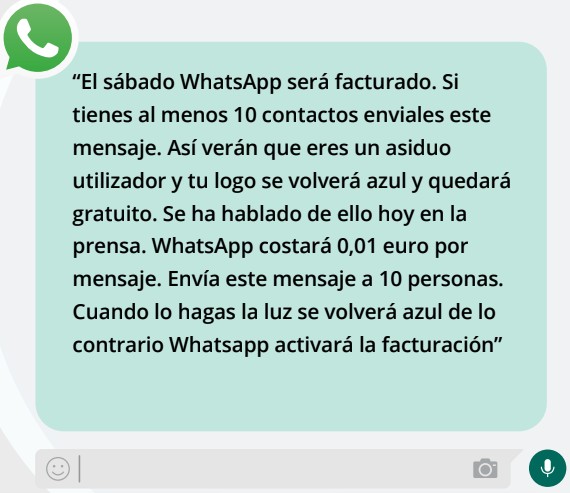 “El sábado WhatsApp será facturado. Si
tienes al menos 10 contactos enviales este
mensaje. Así verán que eres un asiduo
utilizador y tu logo se volverá azul y quedará
gratuito. Se ha hablado de ello hoy en la
prensa. WhatsApp costará 0,01 euro por
mensaje. Envía este mensaje a 10 personas.
Cuando lo hagas la luz se volverá azul de lo
contrario Whatsapp activará la facturación”